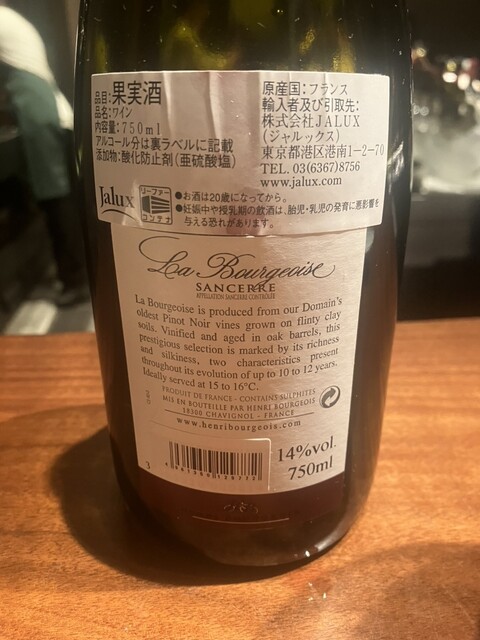 品目:果実酒
品名:ワイン
内容量:750ml
アルコール分は裏ラベルに記載
添加物:酸化防止剤(亜硫酸塩)
原産国:フランス
輸入者及び引取先:
株式会社JALUX
(ジャルックス)
東京都港区港南1-2-70
TEL. 03(6367)8756
www.jalux.com
Jalux
リーファー
コンテナ
●お酒は20歳になってから。
●妊娠中や授乳期の飲酒は、胎児・乳児の発育に悪影響を
与える恐れがあります。
La Bourgeoise
SANCERRE
APPELLATION SANCERRE CONTRÔLÉE
La Bourgeoise is produced from our Domain's
oldest Pinot Noir vines grown on flinty clay
soils. Vinified and aged in oak barrels, this
prestigious selection is marked by its richness
and silkiness, two characteristics present
throughout its evolution of up to 10 to 12 years.
Ideally served at 15 to 16°C.
PRODUIT DE FRANCE - CONTAINS SULPHITES
MIS EN BOUTEILLE PAR HENRI BOURGEOIS
18300 CHAVIGNOL - FRANCE
www.henribourgeois.com
14%vol.
750ml
3